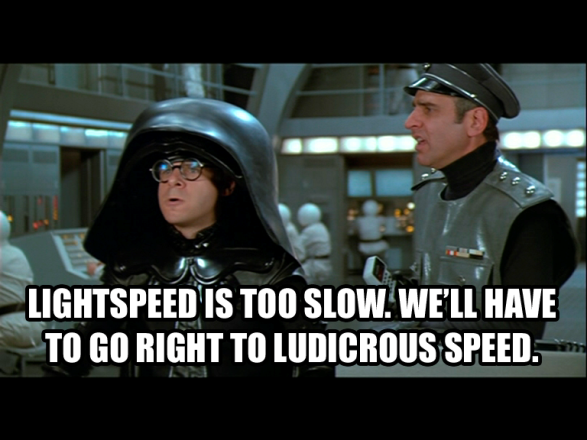 LIGHTSPEED IS TOO SLOW. WE'LL HAVE
TO GO RIGHT TO LUDICROUS SPEED.